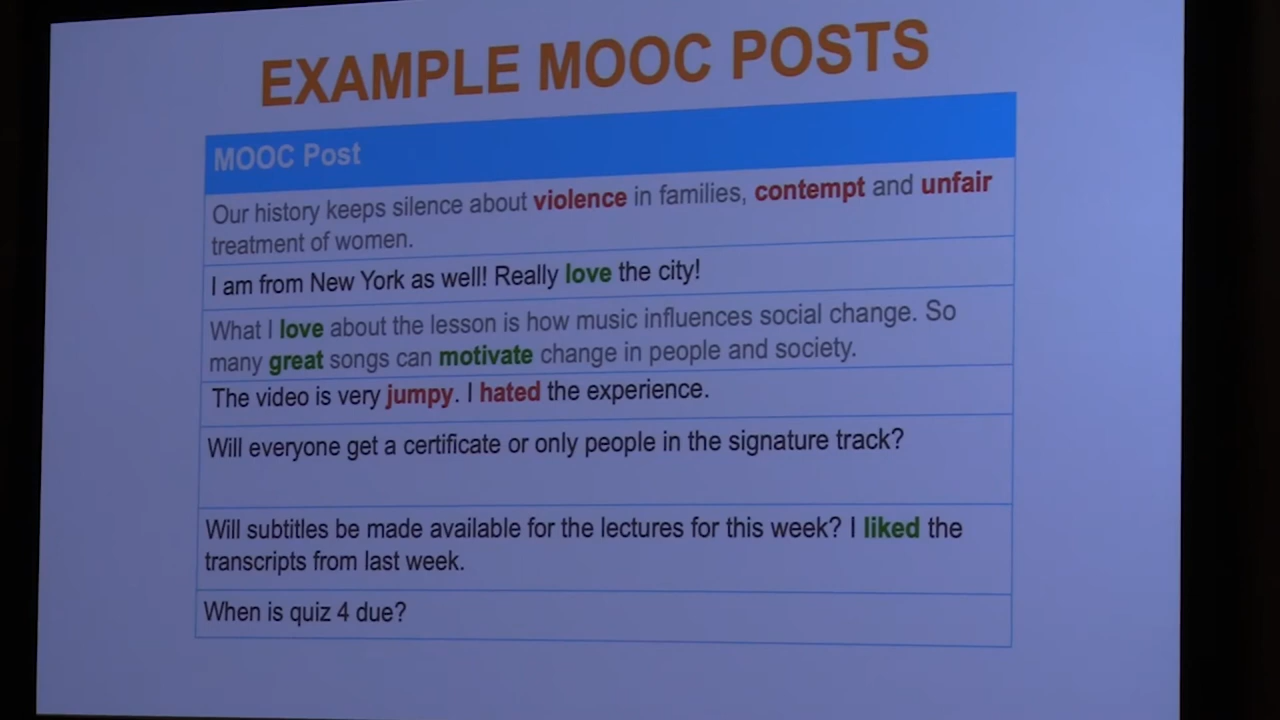 EXAMPLE MOOC POSTS
MOOC Post
Our history keeps silence about violence in families, contempt and unfair
treatment of women.
I am from New York as well! Really love the city!
What I love about the lesson is how music influences social change. So
many great songs can motivate change in people and society.
The video is very jumpy. I hated the experience.
Will everyone get a certificate or only people in the signature track?
Will subtitles be made available for the lectures for this week? I liked the
transcripts from last week.
When is quiz 4 due?